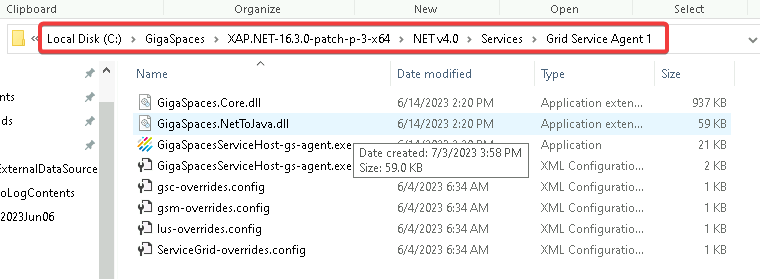 Clipboard Organize New Open Select
« Local Disk (C:) > GigaSpaces > XAP.NET-16.3.0-patch-p-3-x64 > NET v4.0 > Services > Grid Service Agent 1
Name Date modified Type Size
nts GigaSpaces.Core.dll 6/14/2023 2:20 PM Application exten... 937 KB
ds GigaSpaces.NetToJava.dll 6/14/2023 2:20 PM Application exten... 59 KB
GigaSpacesServiceHost-gs-agent.exe Application 21 KB
Date created: 7/3/2023 3:58 PM
Size: 59.0 KB
ExternalDataSource GigaSpacesServiceHost-gs-agent.exe XML Configuratio... 2 KB
oLogContents gsc-overrides.config 6/4/2023 6:34 AM XML Configuratio... 1 KB
2023Jun06 gsm-overrides.config 6/4/2023 6:34 AM XML Configuratio... 1 KB
lus-overrides.config 6/4/2023 6:34 AM XML Configuratio... 1 KB
ServiceGrid-overrides.config 6/4/2023 6:34 AM XML Configuratio... 1 KB